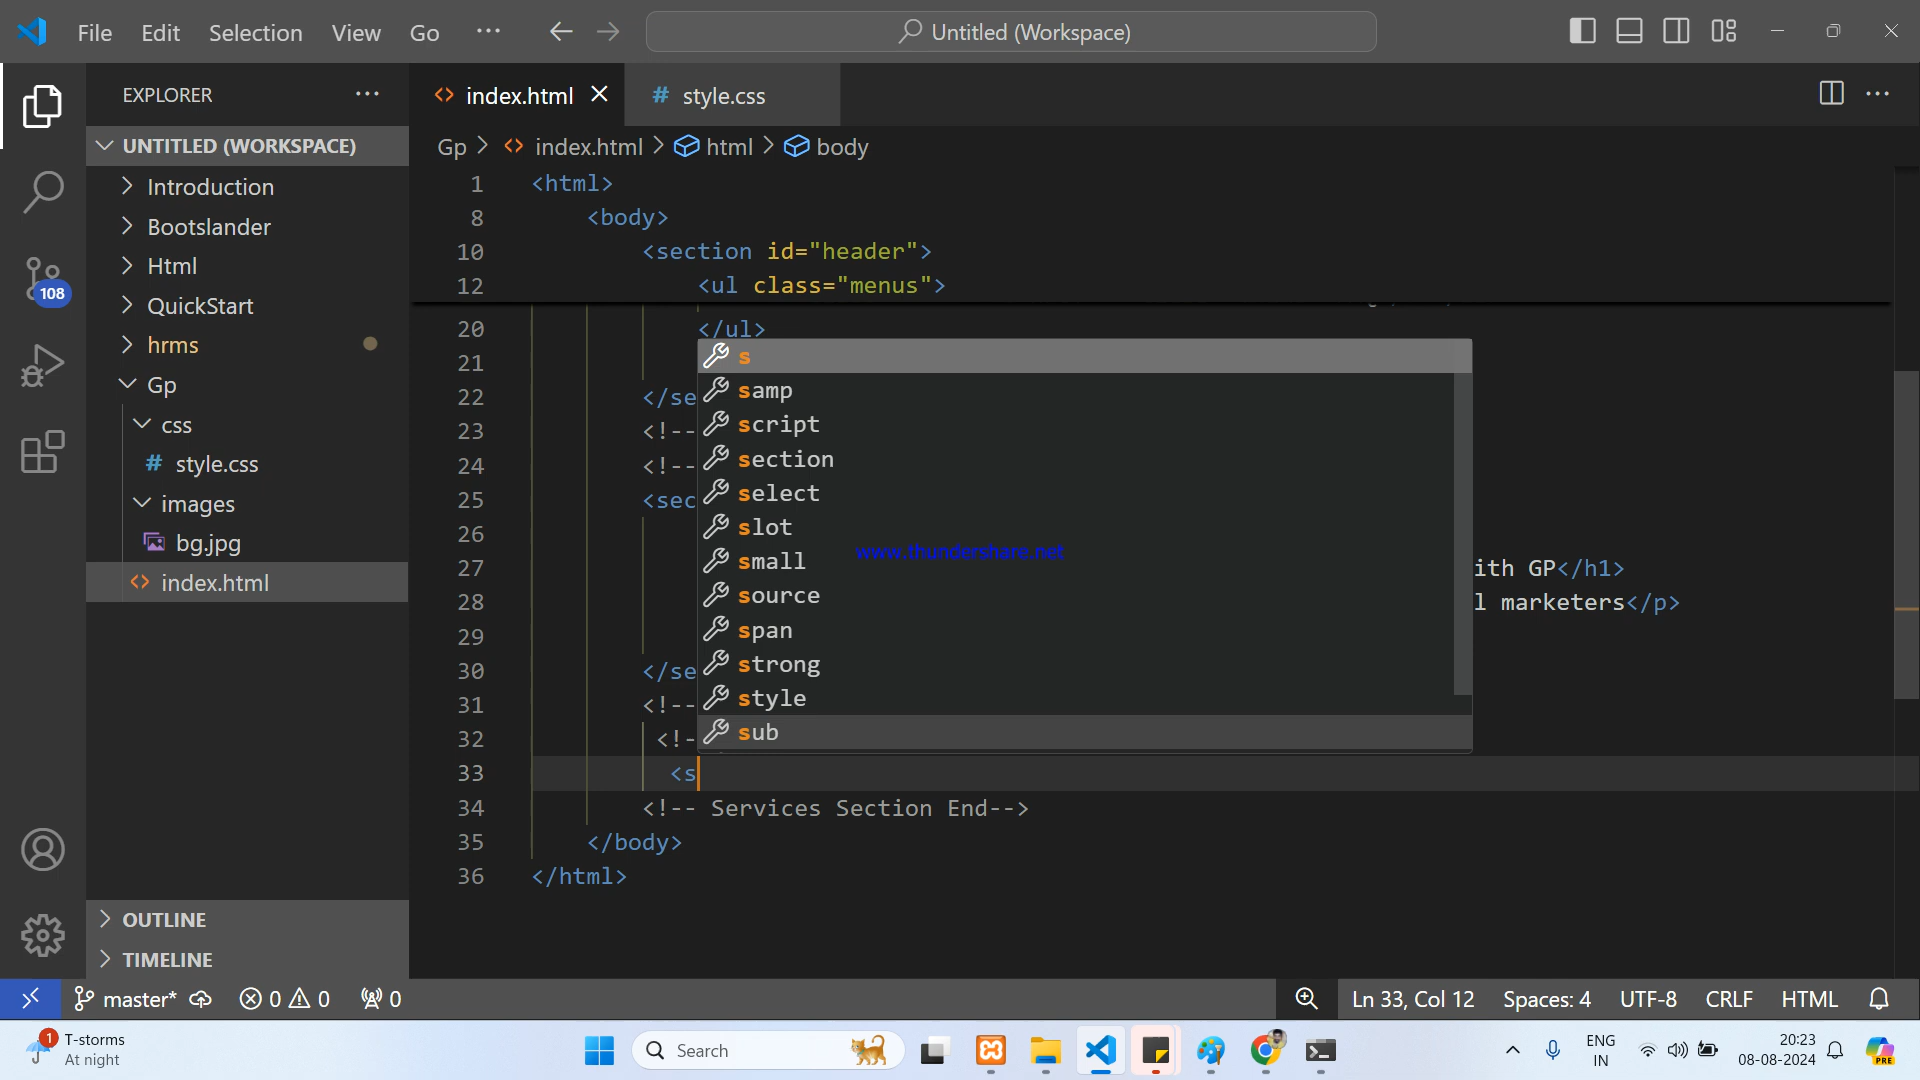 File Edit Selection View Go ··· Untitled (Workspace)
EXPLORER ···
index.html
# style.css
UNTITLED (WORKSPACE)
Introduction
Bootslander
Html
QuickStart
hrms
Gp
css
# style.css
images
bg.jpg
<> index.html
OUTLINE
TIMELINE
108
Gp > <> index.html > html > body
1 <html>
8 <body>
10 <section id="header">
12 <ul class="menus">
20 </ul>
21
22 </se
23 <!--
24 <!--
25 <sec
26
27 ith GP</h1>
28 l marketers</p>
29
30 </se
31 <!--
32 <!-
33 <s
34 <!-- Services Section End-->
35 </body>
36 </html>
s
samp
script
section
select
slot
small
source
span
strong
style
sub
www.thundershare.net
master* 0 0 0 Ln 33, Col 12 Spaces: 4 UTF-8 CRLF HTML
1 T-storms
At night
Search
PRE
ENG
IN
20:23
08-08-2024